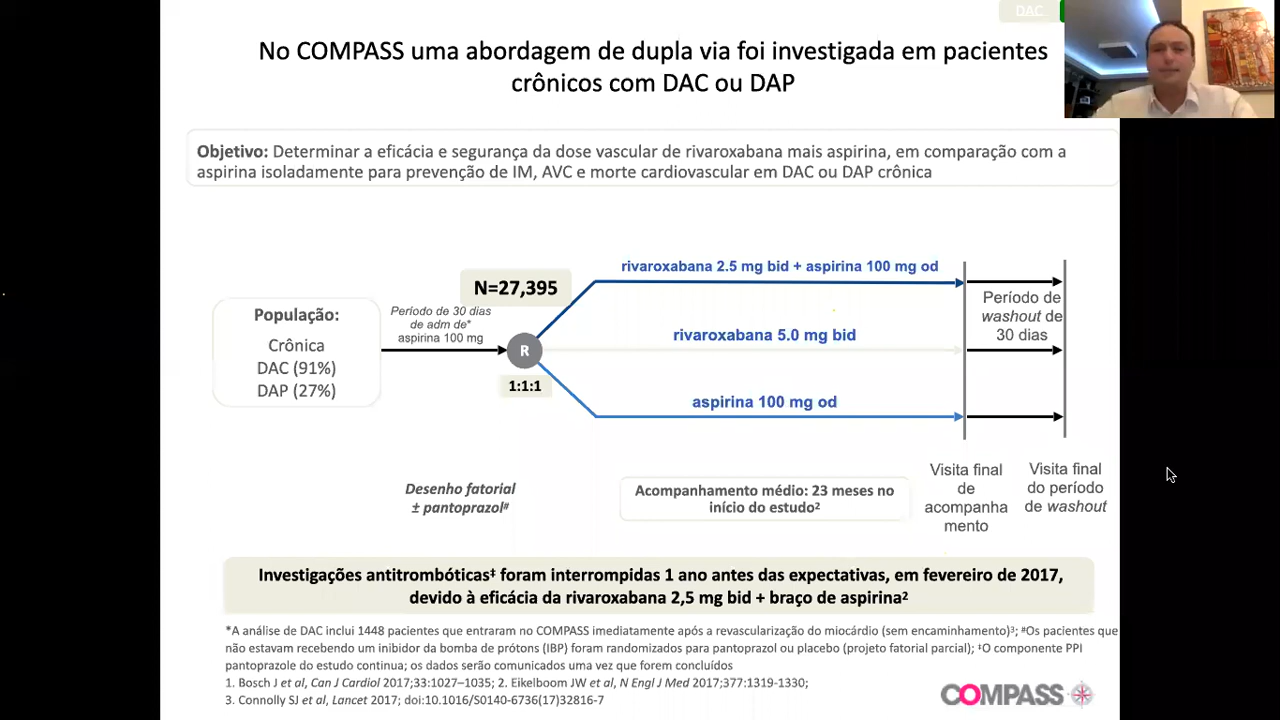 DAC
No COMPASS uma abordagem de dupla via foi investigada em pacientes
crônicos com DAC ou DAP
Objetivo: Determinar a eficácia e segurança da dose vascular de rivaroxabana mais aspirina, em comparação com a
aspirina isoladamente para prevenção de IM, AVC e morte cardiovascular em DAC ou DAP crônica
rivaroxabana 2.5 mg bid + aspirina 100 mg od
N=27,395
População:
Crônica
DAC (91%)
DAP (27%)
Período de 30 dias
de adm de*
aspirina 100 mg
R
1:1:1
rivaroxabana 5.0 mg bid
aspirina 100 mg od
Período de
washout de
30 dias
Desenho fatorial
± pantoprazol#
Acompanhamento médio: 23 meses no
início do estudo2
Visita final
de
acompanha
mento
Visita final
do período
de washout
Investigações antitrombóticas‡ foram interrompidas 1 ano antes das expectativas, em fevereiro de 2017,
devido à eficácia da rivaroxabana 2,5 mg bid + braço de aspirina2
*A análise de DAC inclui 1448 pacientes que entraram no COMPASS imediatamente após a revascularização do miocárdio (sem encaminhamento)3; #Os pacientes que
não estavam recebendo um inibidor da bomba de prótons (IBP) foram randomizados para pantoprazol ou placebo (projeto fatorial parcial); ‡O componente PPI
pantoprazole do estudo continua; os dados serão comunicados uma vez que forem concluídos
1. Bosch J et al, Can J Cardiol 2017;33:1027–1035; 2. Eikelboom JW et al, N Engl J Med 2017;377:1319-1330;
3. Connolly SJ et al, Lancet 2017; doi:10.1016/S0140-6736(17)32816-7
COMPASS